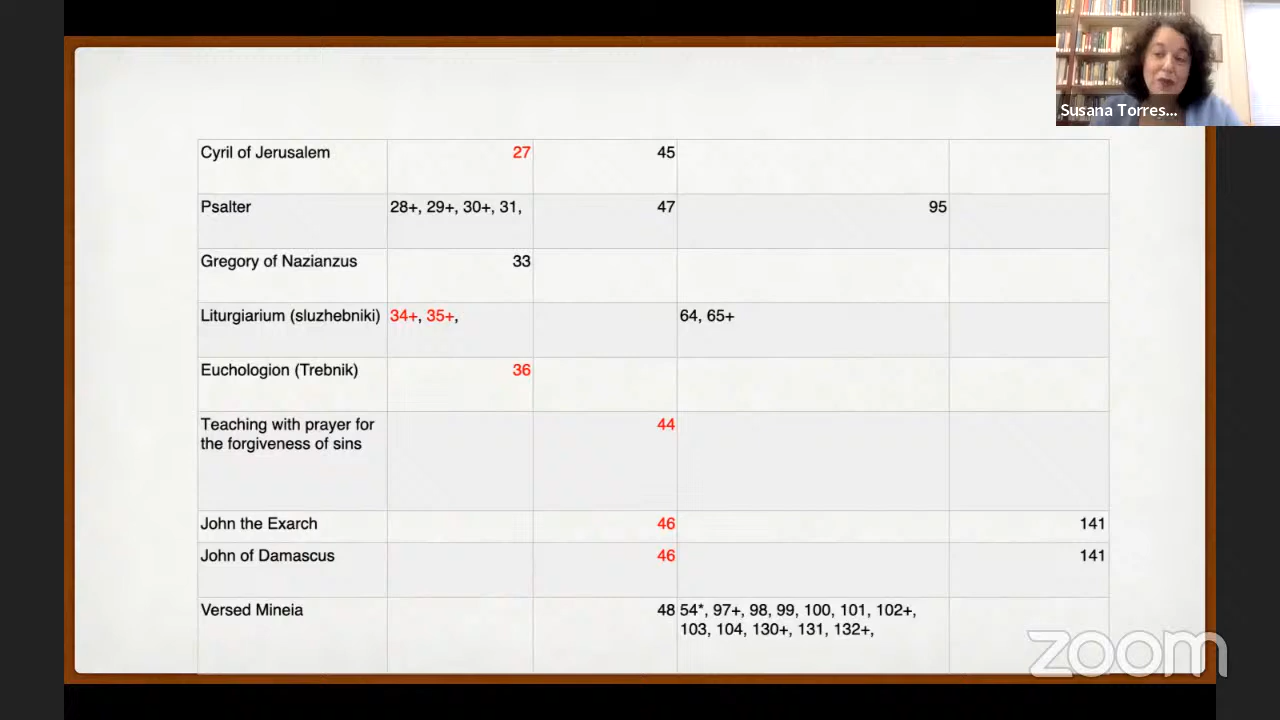 Susana Torres...
Cyril of Jerusalem 27 45
Psalter 28+, 29+, 30+, 31, 47 95
Gregory of Nazianzus 33
Liturgiarium (sluzhebniki) 34+, 35+, 64, 65+
Euchologion (Trebnik) 36
Teaching with prayer for 44
the forgiveness of sins
John the Exarch 46 141
John of Damascus 46 141
Versed Mineia 48 54*, 97+, 98, 99, 100, 101, 102+,
103, 104, 130+, 131, 132+,
zoom